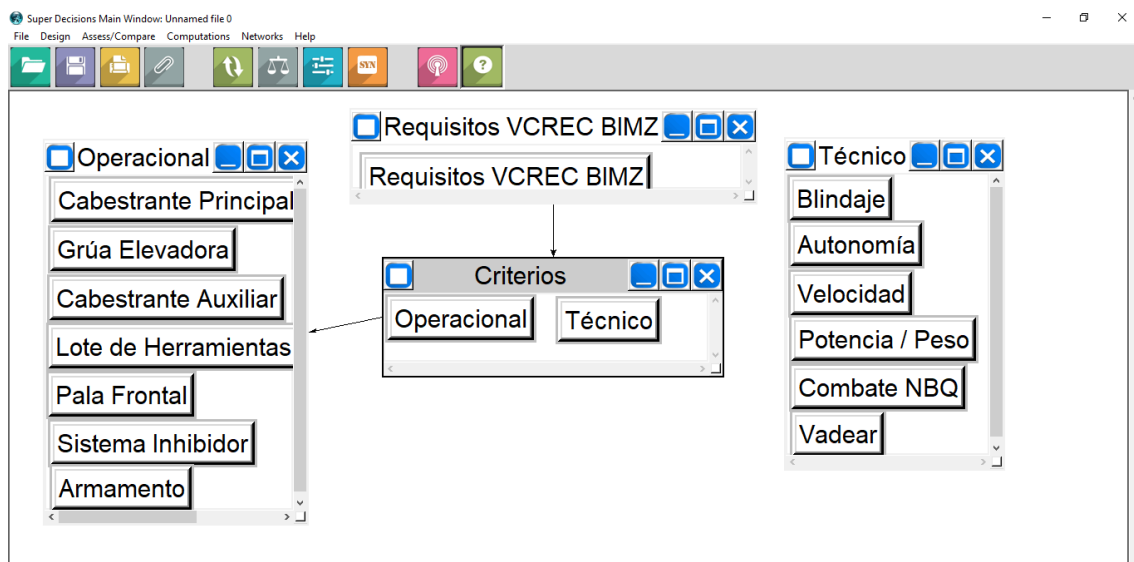 Super Decisions Main Window: Unnamed file 0
File Design Assess/Compare Computations Networks Help
SYN
?
Operacional
Cabestrante Principal
Grúa Elevadora
Cabestrante Auxiliar
Lote de Herramientas
Pala Frontal
Sistema Inhibidor
Armamento
Requisitos VCREC BIMZ
Requisitos VCREC BIMZ
Criterios
Operacional Técnico
Técnico
Blindaje
Autonomía
Velocidad
Potencia / Peso
Combate NBQ
Vadear